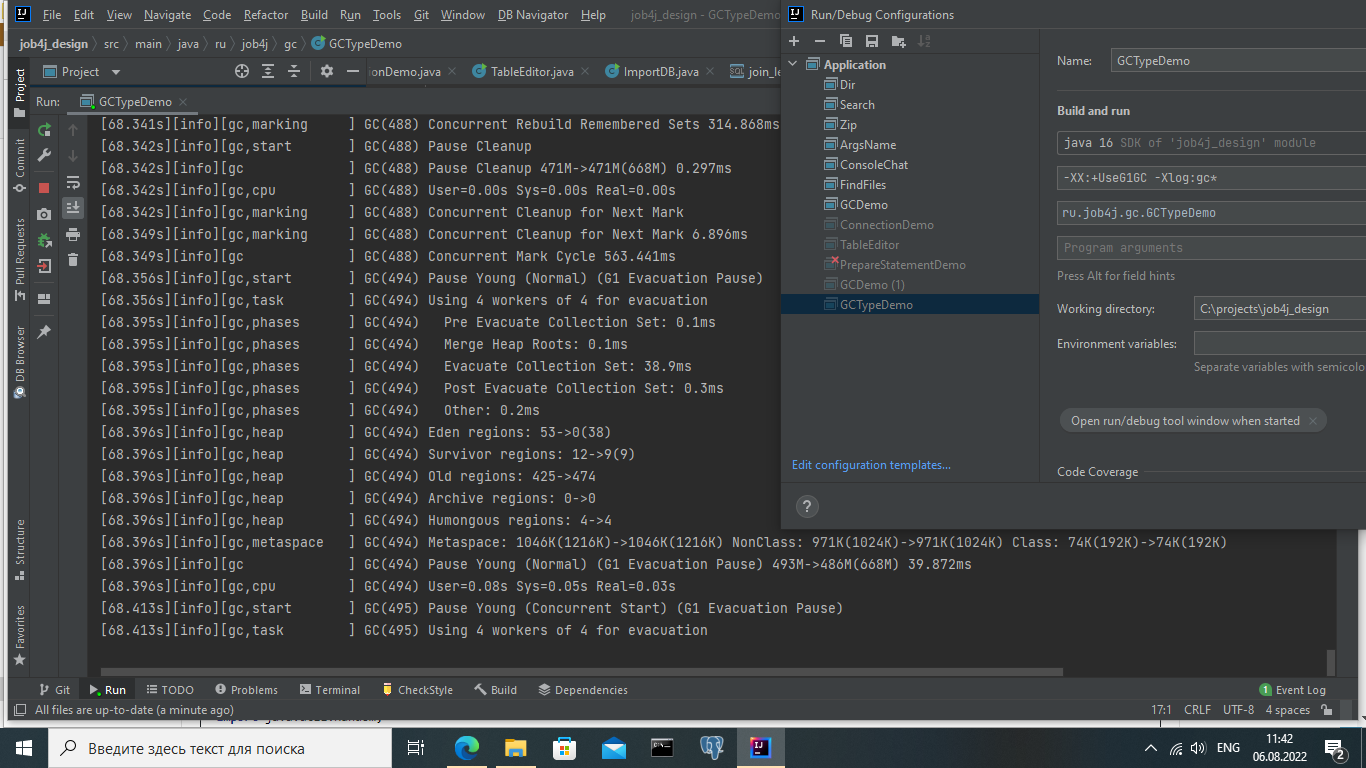 File Edit View Navigate Code Refactor Build Run Tools Git Window DB Navigator Help job4j_design - GCTypeDemo
job4j_design src main java ru job4j gc GCTypeDemo
Project TableEditor.java ImportDB.java
Run: GCTypeDemo
[68.341s][info][gc,marking ] GC(488) Concurrent Rebuild Remembered Sets 314.868ms
[68.342s][info][gc,start ] GC(488) Pause Cleanup
[68.342s][info][gc ] GC(488) Pause Cleanup 471M->471M(668M) 0.297ms
[68.342s][info][gc,cpu ] GC(488) User=0.00s Sys=0.00s Real=0.00s
[68.342s][info][gc,marking ] GC(488) Concurrent Cleanup for Next Mark
[68.349s][info][gc,marking ] GC(488) Concurrent Cleanup for Next Mark 6.896ms
[68.349s][info][gc ] GC(488) Concurrent Mark Cycle 563.441ms
[68.356s][info][gc,start ] GC(494) Pause Young (Normal) (G1 Evacuation Pause)
[68.356s][info][gc,task ] GC(494) Using 4 workers of 4 for evacuation
[68.395s][info][gc,phases ] GC(494) Pre Evacuate Collection Set: 0.1ms
[68.395s][info][gc,phases ] GC(494) Merge Heap Roots: 0.1ms
[68.395s][info][gc,phases ] GC(494) Evacuate Collection Set: 38.9ms
[68.395s][info][gc,phases ] GC(494) Post Evacuate Collection Set: 0.3ms
[68.395s][info][gc,phases ] GC(494) Other: 0.2ms
[68.396s][info][gc,heap ] GC(494) Eden regions: 53->0(38)
[68.396s][info][gc,heap ] GC(494) Survivor regions: 12->9(9)
[68.396s][info][gc,heap ] GC(494) Old regions: 425->474
[68.396s][info][gc,heap ] GC(494) Archive regions: 0->0
[68.396s][info][gc,heap ] GC(494) Humongous regions: 4->4
[68.396s][info][gc,metaspace ] GC(494) Metaspace: 1046K(1216K)->1046K(1216K) NonClass: 971K(1024K)->971K(1024K) Class: 74K(192K)->74K(192K)
[68.396s][info][gc ] GC(494) Pause Young (Normal) (G1 Evacuation Pause) 493M->486M(668M) 39.872ms
[68.396s][info][gc,cpu ] GC(494) User=0.08s Sys=0.05s Real=0.03s
[68.413s][info][gc,start ] GC(495) Pause Young (Concurrent Start) (G1 Evacuation Pause)
[68.413s][info][gc,task ] GC(495) Using 4 workers of 4 for evacuation
Project
Commit
Pull Requests
DB Browser
Structure
Favorites
Run/Debug Configurations
Application
Dir
Search
Zip
ArgsName
ConsoleChat
FindFiles
GCDemo
ConnectionDemo
TableEditor
PrepareStatementDemo
GCDemo (1)
GCTypeDemo
Edit configuration templates...
?
Name: GCTypeDemo
Build and run
java 16 SDK of 'job4j_design' module
-XX:+UseG1GC -Xlog:gc*
ru.job4j.gc.GCTypeDemo
Program arguments
Press Alt for field hints
Working directory: C:\projects\job4j_design
Environment variables:
Separate variables with
Open run/debug tool window when started
Code Coverage
Git Run TODO Problems Terminal CheckStyle Build Dependencies 1 Event Log
All files are up-to-date (a minute ago) 17:1 CRLF UTF-8 4 spaces
Введите здесь текст для поиска ENG 11:42
06.08.2022 2